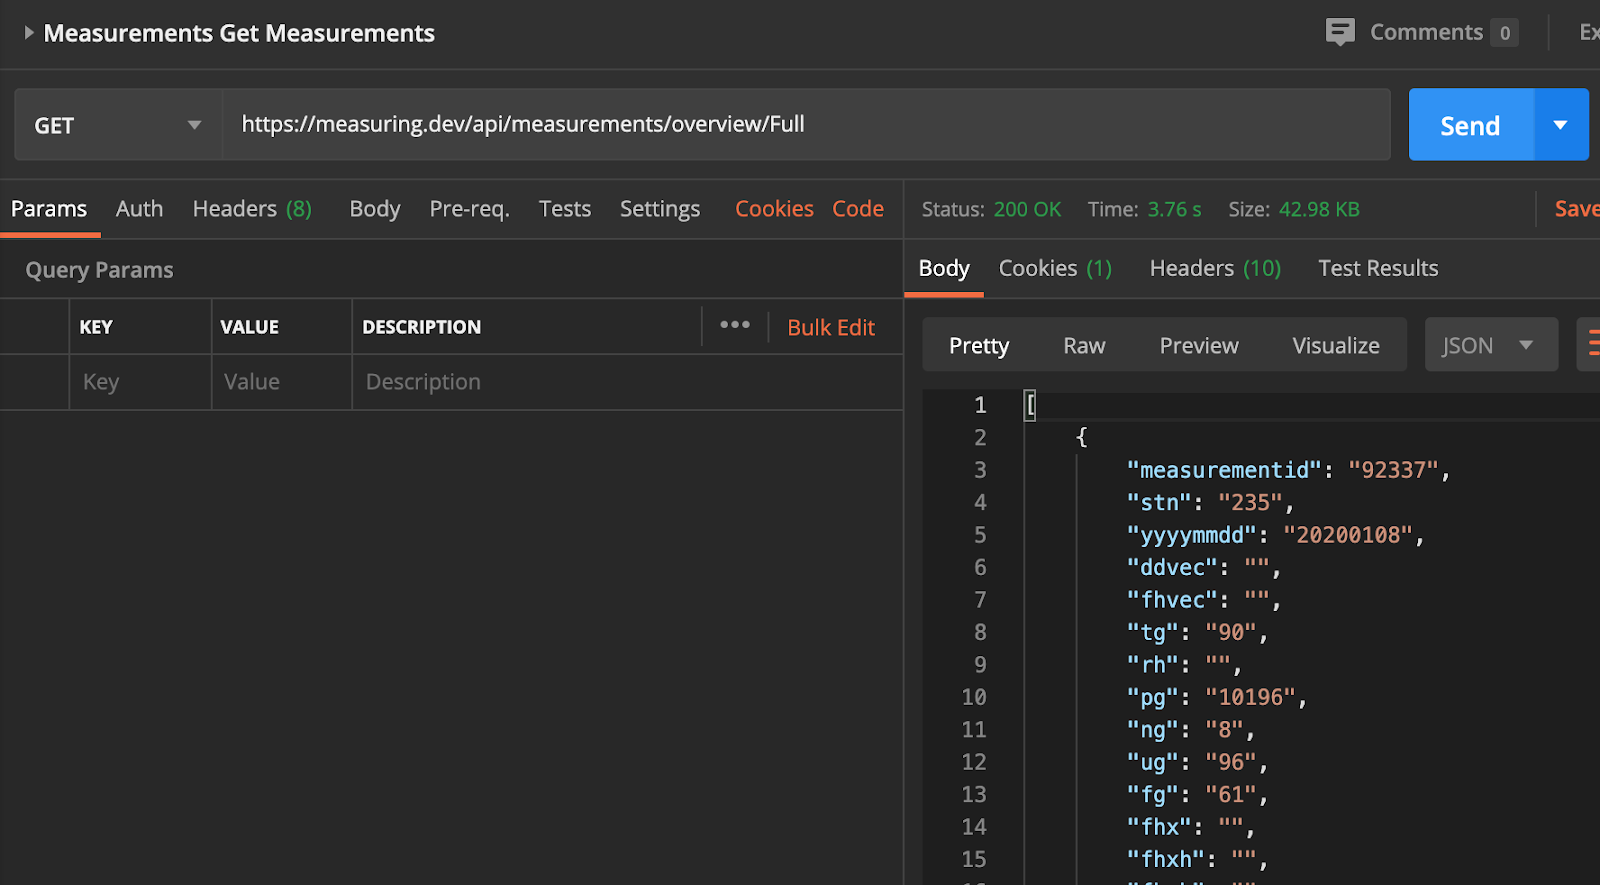 Measurements Get Measurements
Comments 0
Ex
GET
https://measuring.dev/api/measurements/overview/Full
Send
Params Auth Headers (8) Body Pre-req. Tests Settings Cookies Code
Status: 200 OK Time: 3.76 s Size: 42.98 KB
Save
Query Params
Body Cookies (1) Headers (10) Test Results
KEY VALUE DESCRIPTION ••• Bulk Edit
Key Value Description
Pretty Raw Preview Visualize JSON
1 [
2 {
3 "measurementid": "92337",
4 "stn": "235",
5 "yyyymmdd": "20200108",
6 "ddvec": "",
7 "fhvec": "",
8 "tg": "90",
9 "rh": "",
10 "pg": "10196",
11 "ng": "8",
12 "ug": "96",
13 "fg": "61",
14 "fhx": "",
15 "fhxh": "",